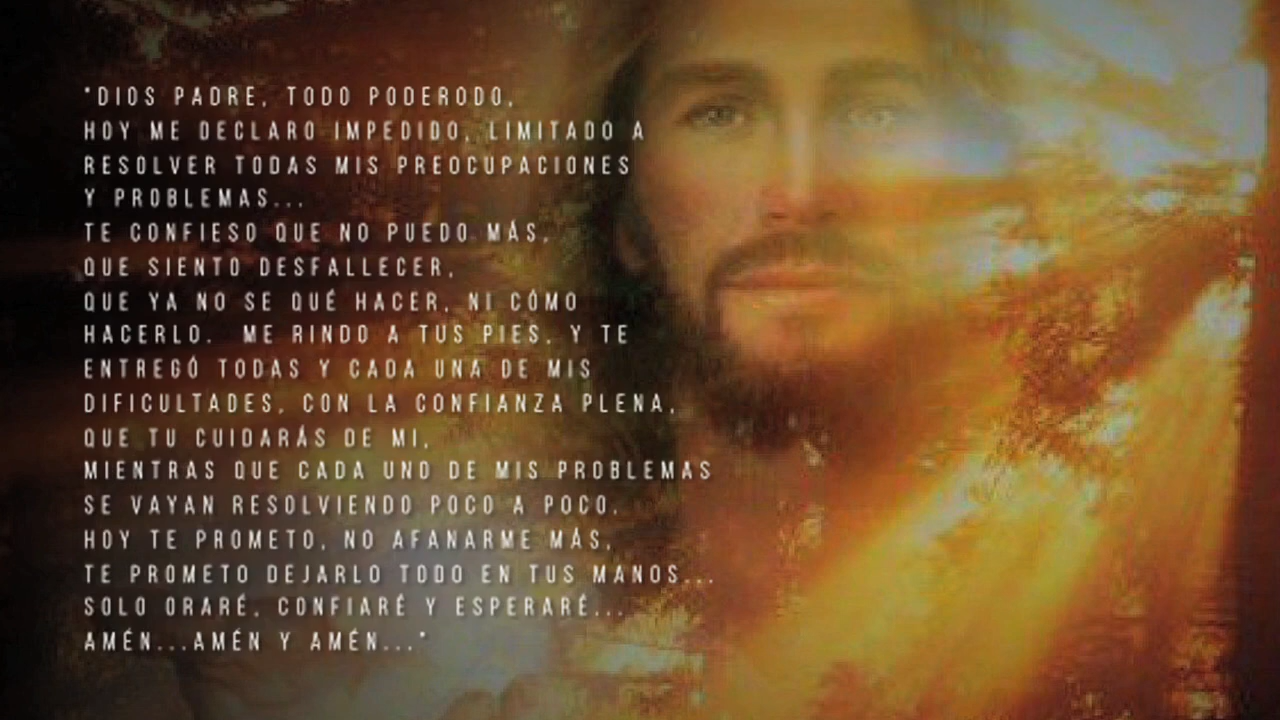 "DIOS PADRE, TODO PODERODO,
HOY ME DECLARO IMPEDIDO, LIMITADO A
RESOLVER TODAS MIS PREOCUPACIONES
Y PROBLEMAS...
TE CONFIESO QUE NO PUEDO MÁS,
QUE SIENTO DESFALLECER,
QUE YA NO SE QUÉ HACER, NI CÓMO
HACERLO. ME RINDO A TUS PIES, Y TE
ENTREGÓ TODAS Y CADA UNA DE MIS
DIFICULTADES, CON LA CONFIANZA PLENA,
QUE TU CUIDARÁS DE MI,
MIENTRAS QUE CADA UNO DE MIS PROBLEMAS
SE VAYAN RESOLVIENDO POCO A POCO.
HOY TE PROMETO, NO AFANARME MÁS,
TE PROMETO DEJARLO TODO EN TUS MANOS...
SOLO ORARÉ, CONFIARÉ Y ESPERARÉ...
AMÉN...AMÉN Y AMÉN..."